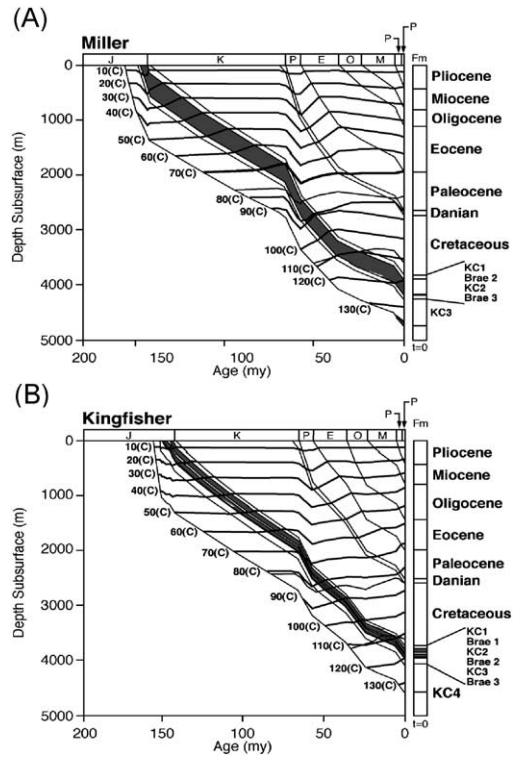 (A)
Miller
P
P
J K P E O M Fm
0
1000
2000
3000
4000
5000
Depth Subsurface (m)
10(C)
20(C)
30(C)
40(C)
50(C)
60(C)
70(C)
80(C)
90(C)
100(C)
110(C)
120(C)
130(C)
Pliocene
Miocene
Oligocene
Eocene
Paleocene
Danian
Cretaceous
KC1
Brae 2
KC2
Brae 3
KC3
t=0
200 150 100 50 0
Age (my)
(B)
Kingfisher
P
P
J K P E O M Fm
0
1000
2000
3000
4000
5000
Depth Subsurface (m)
10(C)
20(C)
30(C)
40(C)
50(C)
60(C)
70(C)
80(C)
90(C)
100(C)
110(C)
120(C)
130(C)
Pliocene
Miocene
Oligocene
Eocene
Paleocene
Danian
Cretaceous
KC1
Brae 1
KC2
Brae 2
KC3
Brae 3
KC4
t=0
200 150 100 50 0
Age (my)